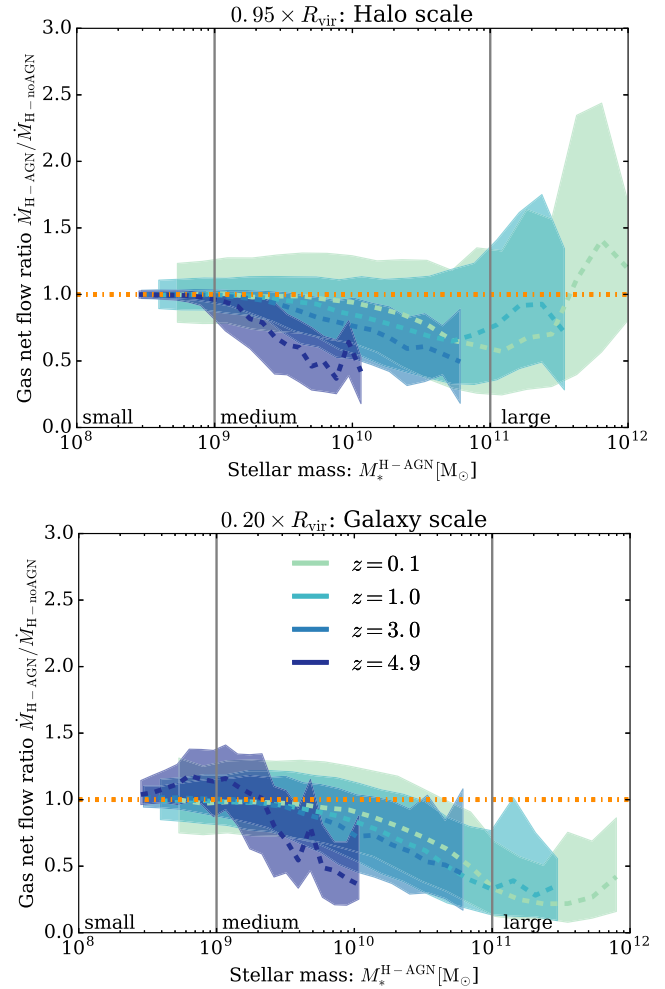 0.95 × R_vir: Halo scale
Gas net flow ratio Ṁ_H−AGN/Ṁ_H−noAGN
3.0
2.5
2.0
1.5
1.0
0.5
0.0
small medium large
10^8 10^9 10^10 10^11 10^12
Stellar mass: M_*^H−AGN[M_⊙]
0.20 × R_vir: Galaxy scale
Gas net flow ratio Ṁ_H−AGN/Ṁ_H−noAGN
3.0
2.5
2.0
1.5
1.0
0.5
0.0
z = 0.1
z = 1.0
z = 3.0
z = 4.9
small medium large
10^8 10^9 10^10 10^11 10^12
Stellar mass: M_*^H−AGN[M_⊙]